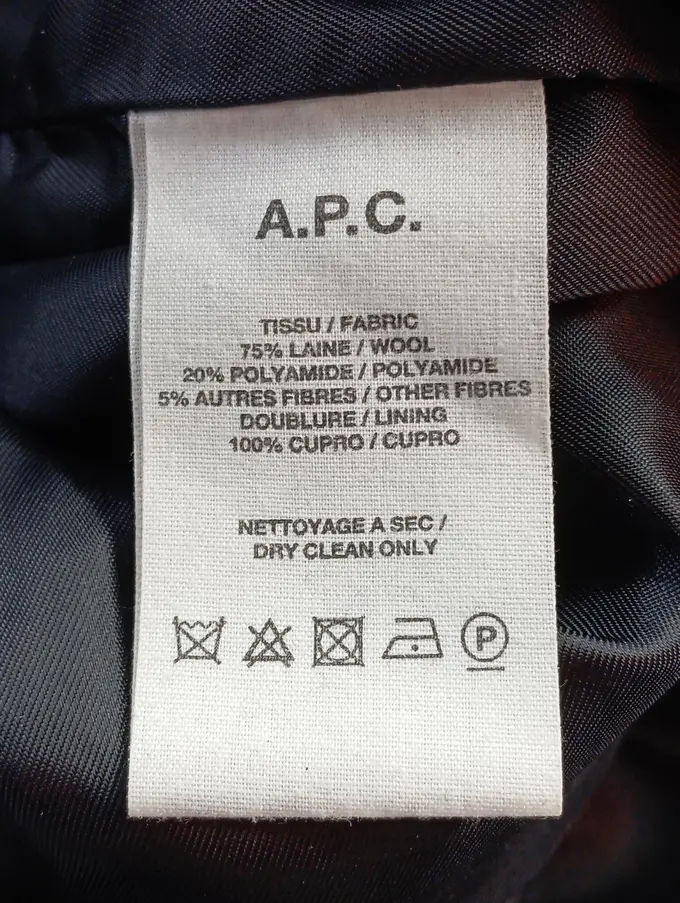 A.P.C.
TISSU / FABRIC
75% LAINE / WOOL
20% POLYAMIDE / POLYAMIDE
5% AUTRES FIBRES / OTHER FIBRES
DOUBLURE / LINING
100% CUPRO / CUPRO
NETTOYAGE A SEC /
DRY CLEAN ONLY
P